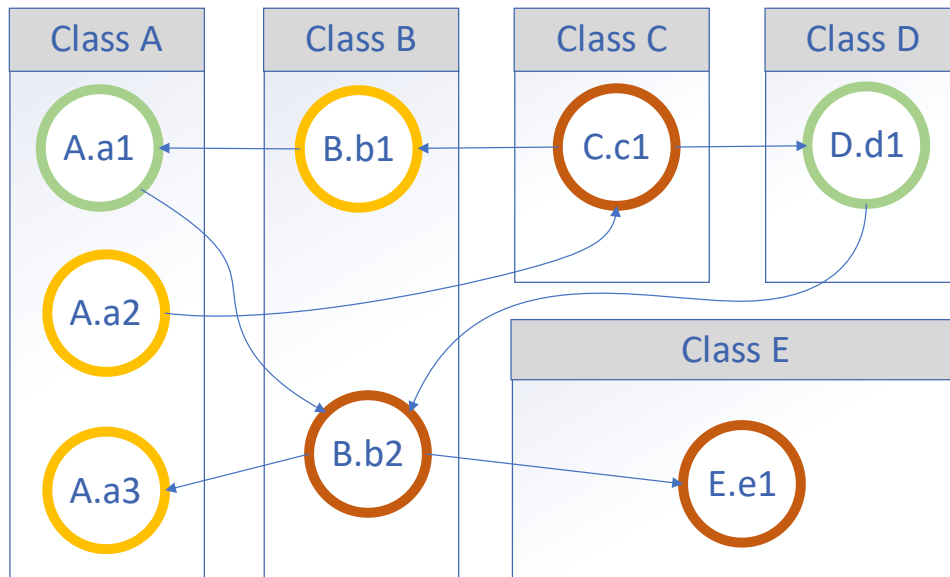 Class A
Class B
Class C
Class D
A.a1
B.b1
C.c1
D.d1
A.a2
Class E
B.b2
A.a3
E.e1